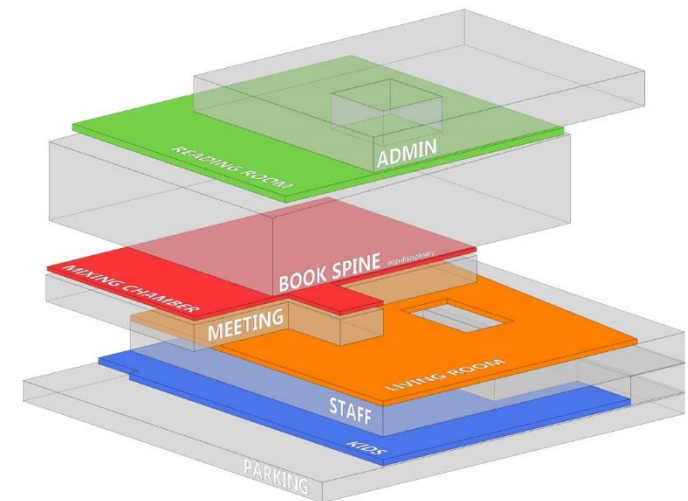 ADMIN
READING ROOM
BOOK SPINE interdisciplinary
MIXING CHAMBER
MEETING
LIVING ROOM
STAFF
KIDS
PARKING